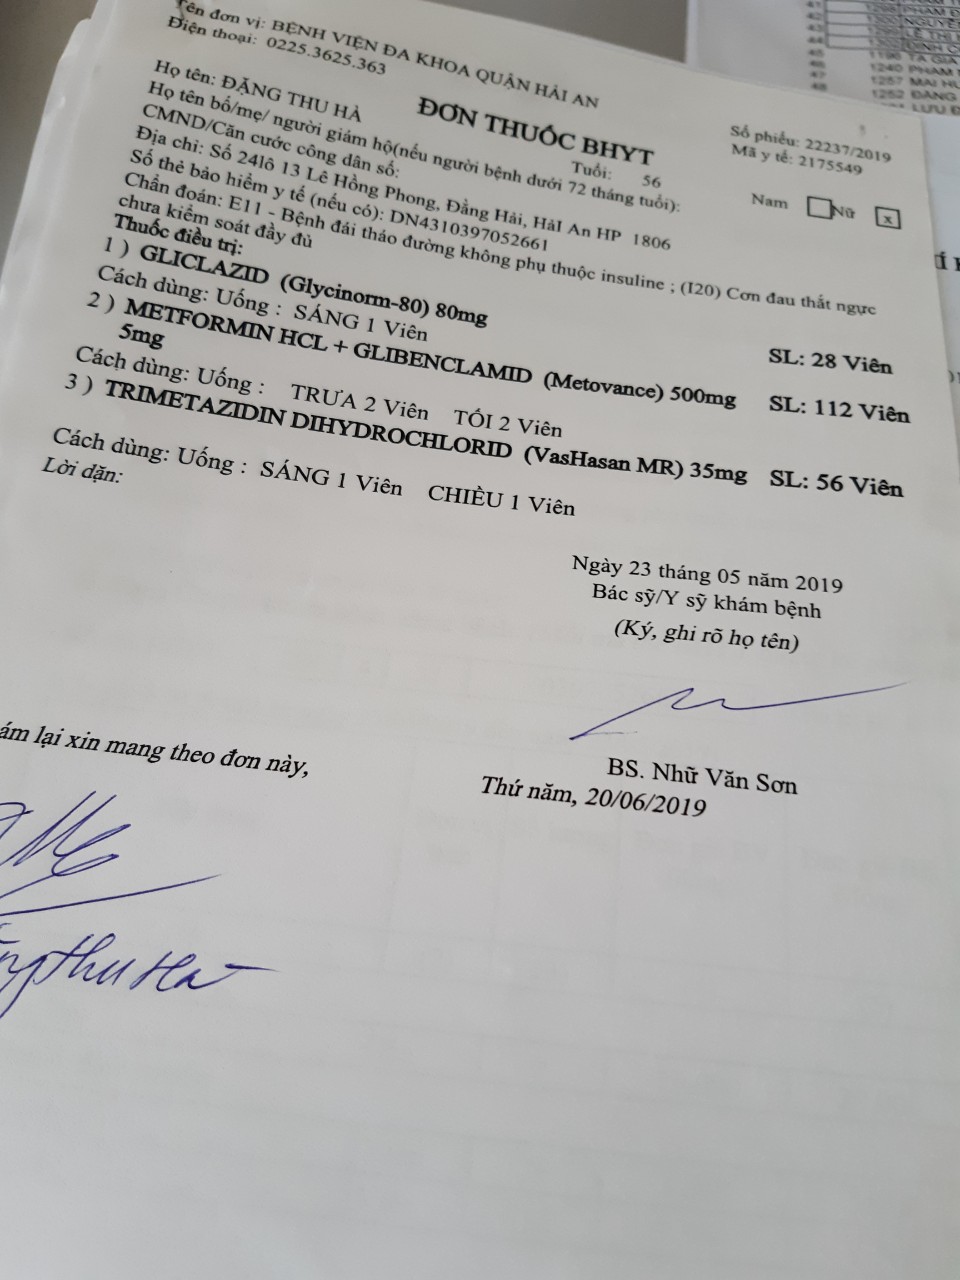 Tên đơn vị: BỆNH VIỆN ĐA KHOA QUẬN HẢI AN
Điện thoại: 0225.3625.363
ĐƠN THUỐC BHYT
Số phiếu: 22237/2019
Mã y tế: 2175549
Họ tên: ĐẶNG THU HÀ
Tuổi: 56
Nam Nữ x
Họ tên bố/mẹ/ người giám hộ(nếu người bệnh dưới 72 tháng tuổi):
CMND/Căn cước công dân số:
Địa chỉ: Số 24lô 13 Lê Hồng Phong, Đằng Hải, HảI An HP 1806
Số thẻ bảo hiểm y tế (nếu có): DN4310397052661
Chẩn đoán: E11 - Bệnh đái tháo đường không phụ thuộc insuline ; (I20) Cơn đau thắt ngực
chưa kiểm soát đầy đủ
Thuốc điều trị:
1 ) GLICLAZID (Glycinorm-80) 80mg SL: 28 Viên
Cách dùng: Uống : SÁNG 1 Viên
2 ) METFORMIN HCL + GLIBENCLAMID (Metovance) 500mg SL: 112 Viên
5mg
Cách dùng: Uống : TRƯA 2 Viên TỐI 2 Viên
3 ) TRIMETAZIDIN DIHYDROCHLORID (VasHasan MR) 35mg SL: 56 Viên
Cách dùng: Uống : SÁNG 1 Viên CHIỀU 1 Viên
Lời dặn:
Ngày 23 tháng 05 năm 2019
Bác sỹ/Y sỹ khám bệnh
(Ký, ghi rõ họ tên)
lại xin mang theo đơn này,
BS. Nhữ Văn Sơn
Thứ năm, 20/06/2019
Thu Hà
1240 PHAM
1257 MAI
1252 ĐANG
LƯU